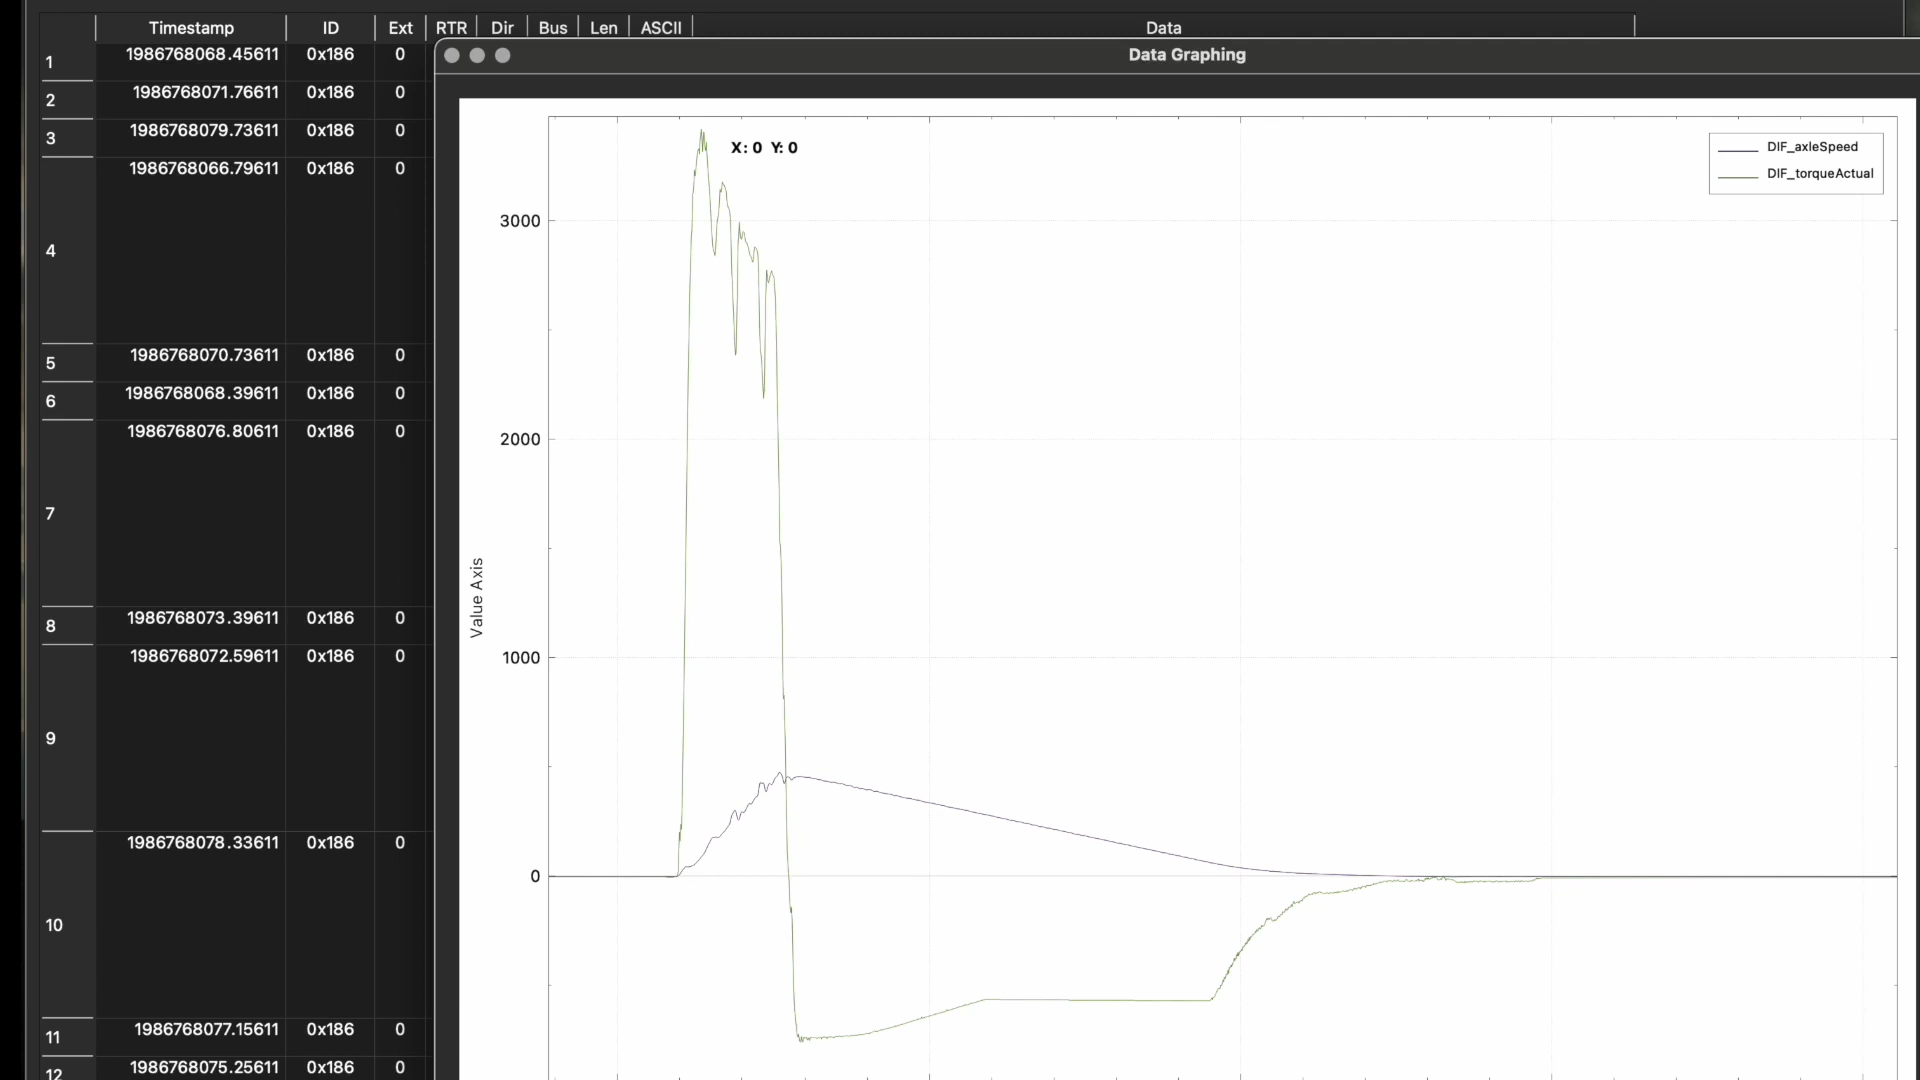 Timestamp ID Ext RTR Dir Bus Len ASCII Data
Data Graphing
1 1986768068.45611 0x186 0
2 1986768071.76611 0x186 0
3 1986768079.73611 0x186 0
4 1986768066.79611 0x186 0
5 1986768070.73611 0x186 0
6 1986768068.39611 0x186 0
7 1986768076.80611 0x186 0
8 1986768073.39611 0x186 0
9 1986768072.59611 0x186 0
10 1986768078.33611 0x186 0
11 1986768077.15611 0x186 0
12 1986768075.25611 0x186 0
X: 0 Y: 0
DIF_axleSpeed
DIF_torqueActual
3000
2000
1000
0
Value Axis